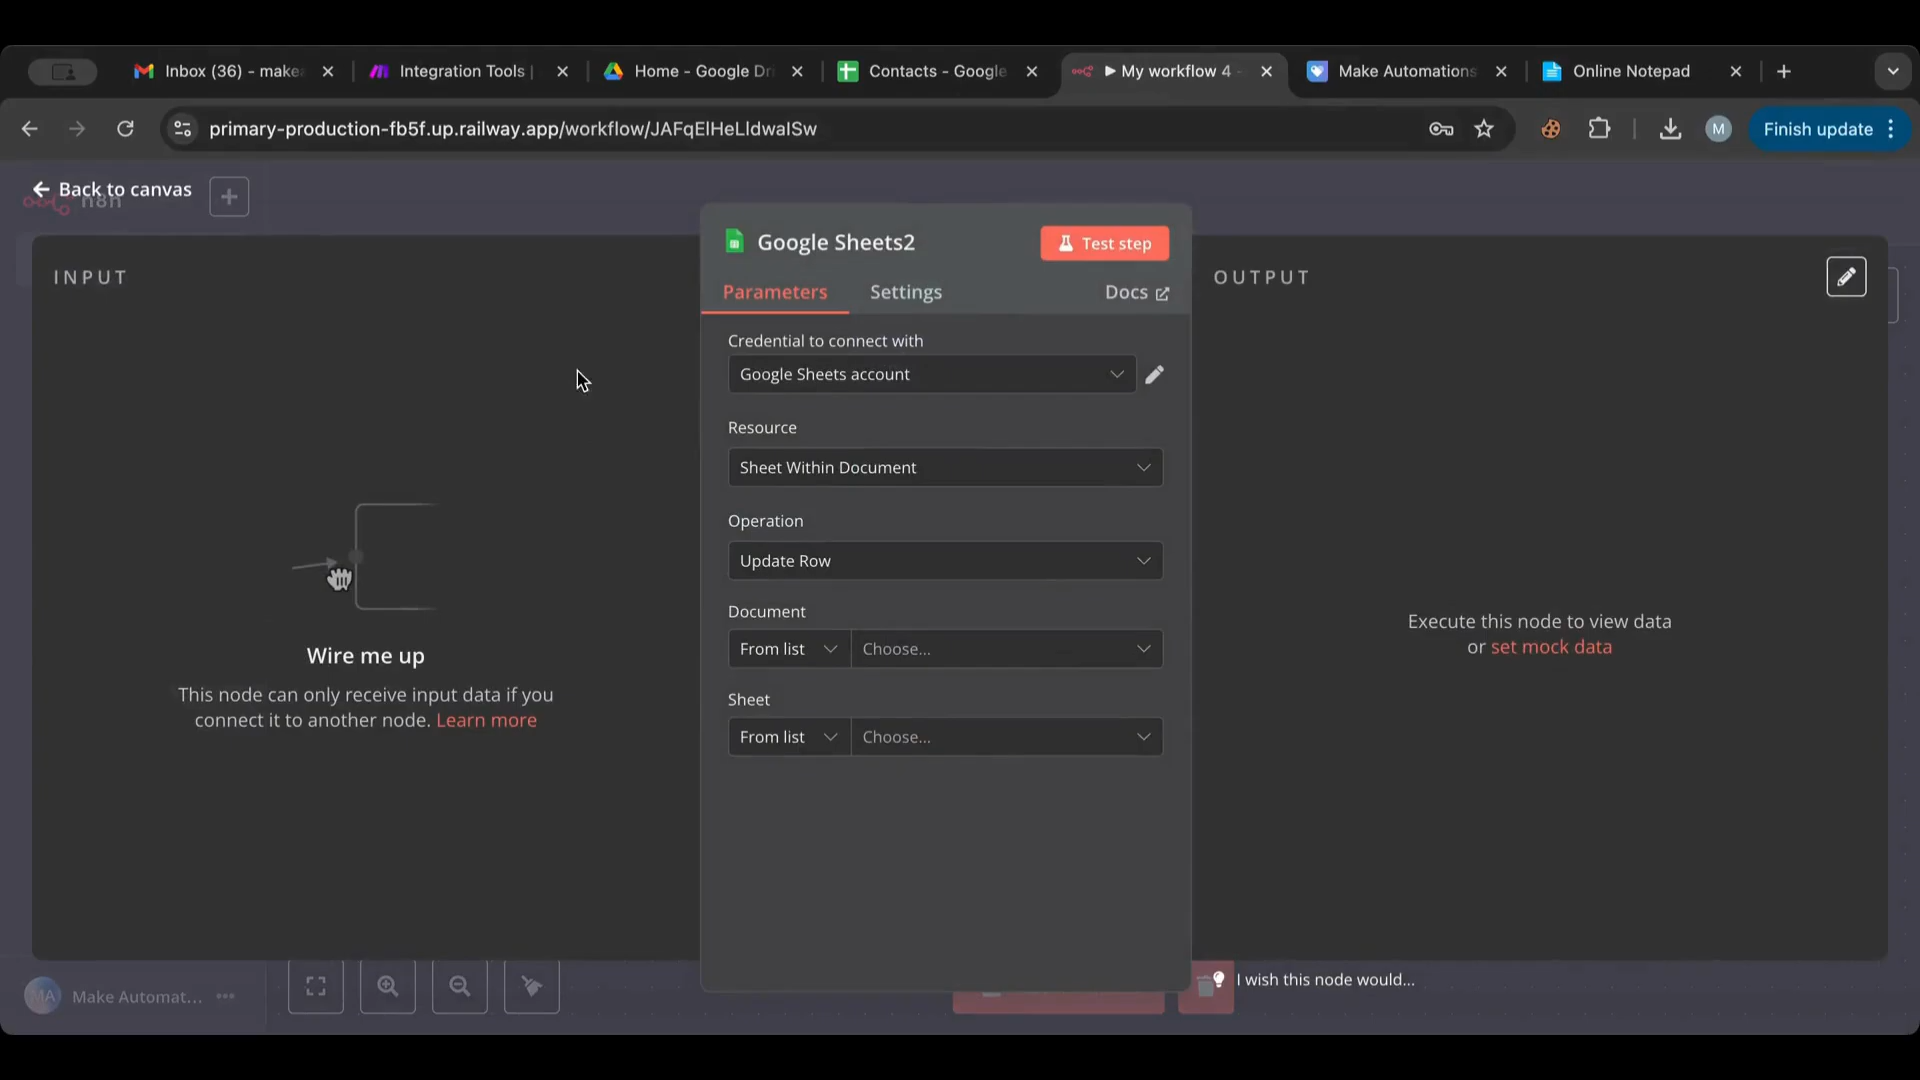 Inbox (36) - make
Integration Tools |
Home - Google Dri
Contacts - Google
My workflow 4 -
Make Automations
Online Notepad
primary-production-fb5f.up.railway.app/workflow/JAFqElHeLldwalSw
M
Finish update
Back to canvas
n8n
INPUT
Wire me up
This node can only receive input data if you
connect it to another node. Learn more
Google Sheets2
Test step
Parameters
Settings
Docs
Credential to connect with
Google Sheets account
Resource
Sheet Within Document
Operation
Update Row
Document
From list
Choose...
Sheet
From list
Choose...
OUTPUT
Execute this node to view data
or set mock data
MA
Make Automat...
I wish this node would...